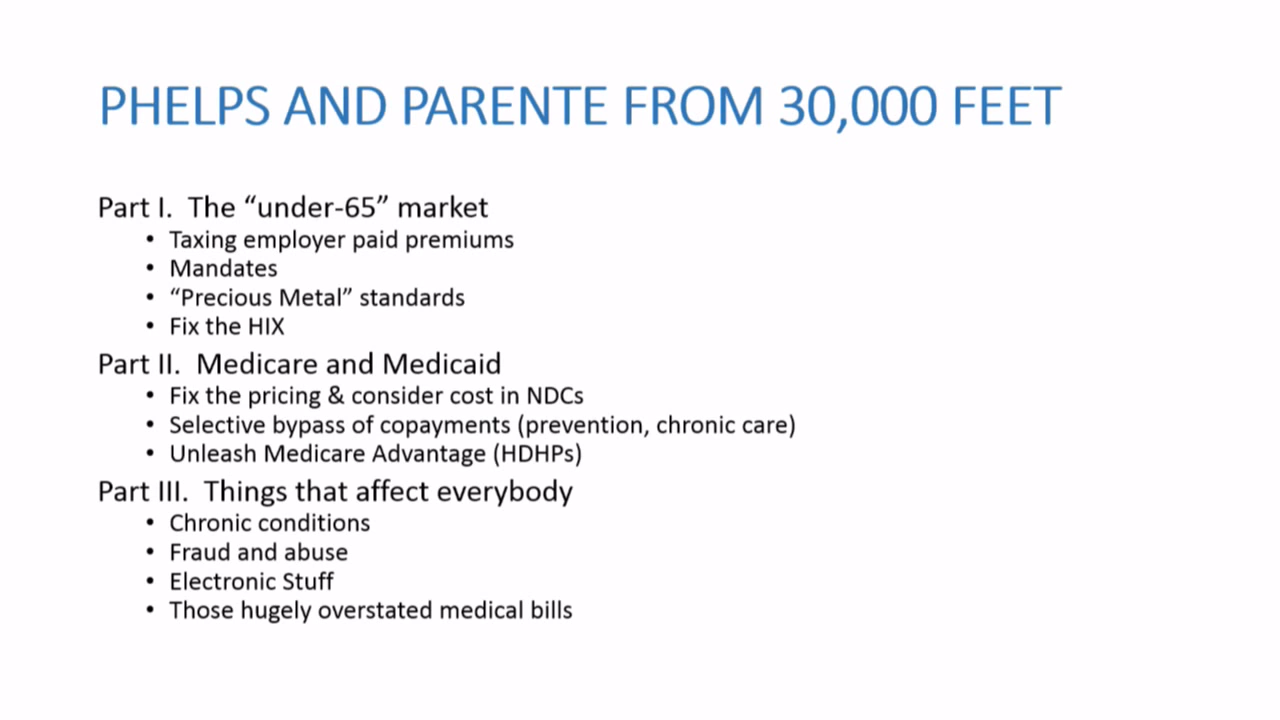 PHELPS AND PARENTE FROM 30,000 FEET
Part I. The “under-65” market
• Taxing employer paid premiums
• Mandates
• “Precious Metal” standards
• Fix the HIX
Part II. Medicare and Medicaid
• Fix the pricing & consider cost in NDCs
• Selective bypass of copayments (prevention, chronic care)
• Unleash Medicare Advantage (HDHPs)
Part III. Things that affect everybody
• Chronic conditions
• Fraud and abuse
• Electronic Stuff
• Those hugely overstated medical bills